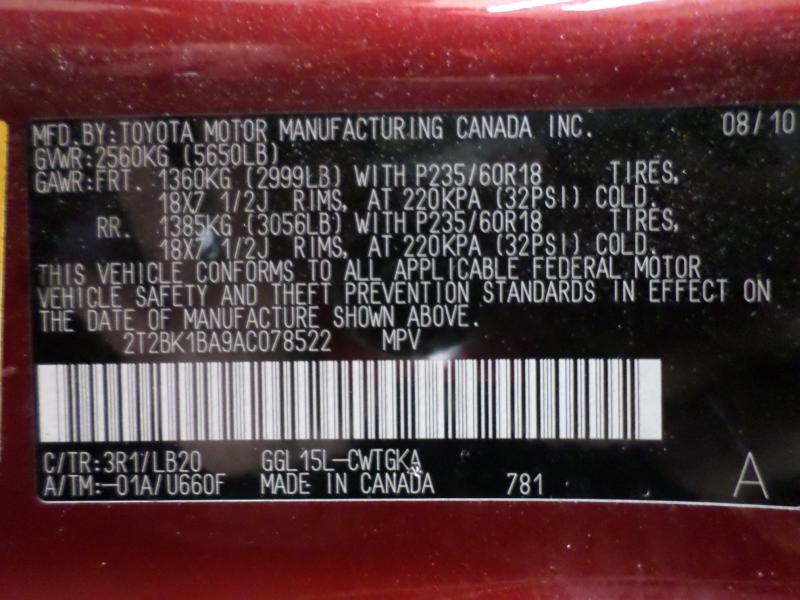 MFD.BY:TOYOTA MOTOR MANUFACTURING CANADA INC. 08/10
GVWR:2560KG (5650LB)
GAWR:FRT. 1360KG (2999LB) WITH P235/60R18 TIRES,
18X7 1/2J RIMS, AT 220KPA (32PSI) COLD.
RR. 1385KG (3056LB) WITH P235/60R18 TIRES,
18X7 1/2J RIMS, AT 220KPA (32PSI) COLD.
THIS VEHICLE CONFORMS TO ALL APPLICABLE FEDERAL MOTOR
VEHICLE SAFETY AND THEFT PREVENTION STANDARDS IN EFFECT ON
THE DATE OF MANUFACTURE SHOWN ABOVE.
2T2BK1BA9AC078522 MPV
C/TR:3R1/LB20 GGL15L-CWTGKA
A/TM:-01A/U660F MADE IN CANADA 781 A